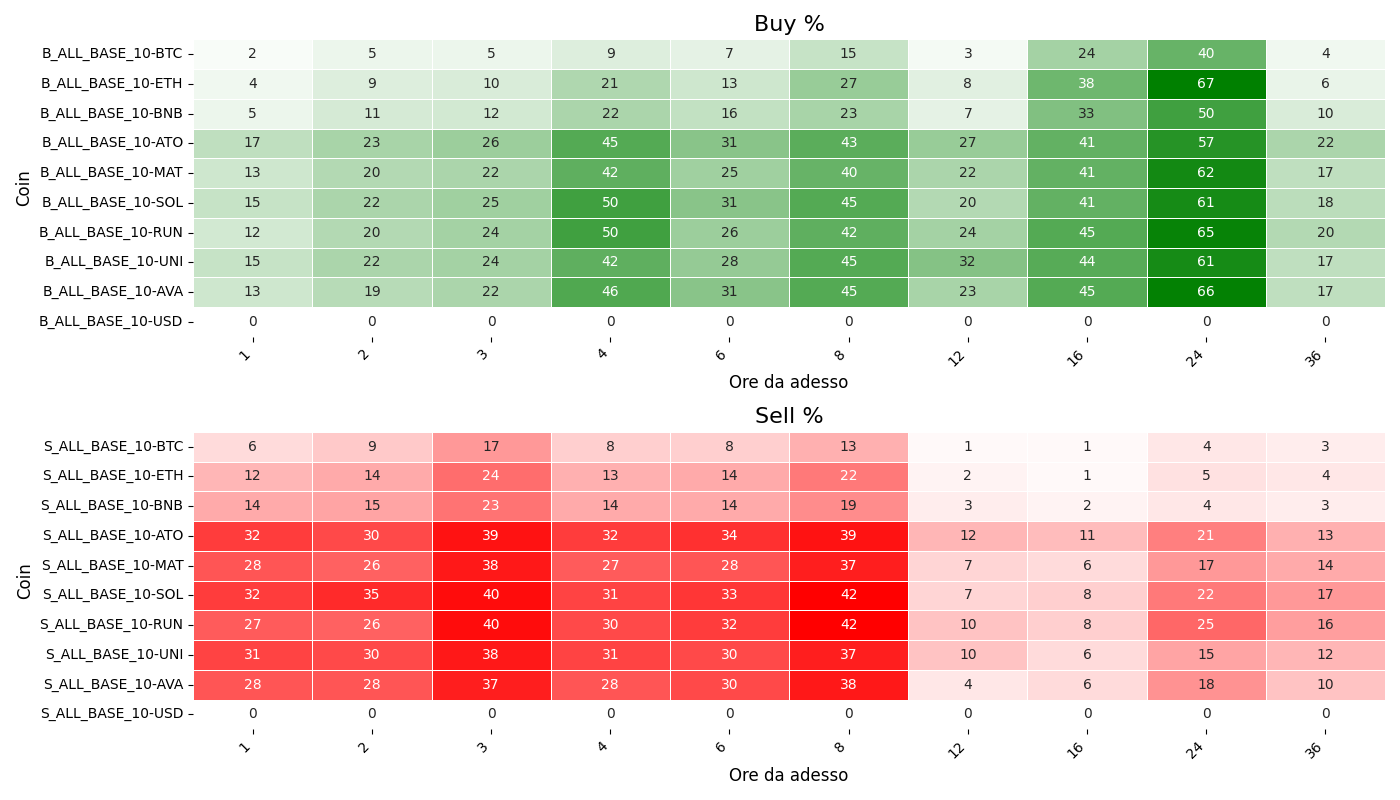 Buy %
Coin
B_ALL_BASE_10-BTC 2 5 5 9 7 15 3 24 40 4
B_ALL_BASE_10-ETH 4 9 10 21 13 27 8 38 67 6
B_ALL_BASE_10-BNB 5 11 12 22 16 23 7 33 50 10
B_ALL_BASE_10-ATO 17 23 26 45 31 43 27 41 57 22
B_ALL_BASE_10-MAT 13 20 22 42 25 40 22 41 62 17
B_ALL_BASE_10-SOL 15 22 25 50 31 45 20 41 61 18
B_ALL_BASE_10-RUN 12 20 24 50 26 42 24 45 65 20
B_ALL_BASE_10-UNI 15 22 24 42 28 45 32 44 61 17
B_ALL_BASE_10-AVA 13 19 22 46 31 45 23 45 66 17
B_ALL_BASE_10-USD 0 0 0 0 0 0 0 0 0 0
1 2 3 4 6 8 12 16 24 36
Ore da adesso
Sell %
Coin
S_ALL_BASE_10-BTC 6 9 17 8 8 13 1 1 4 3
S_ALL_BASE_10-ETH 12 14 24 13 14 22 2 1 5 4
S_ALL_BASE_10-BNB 14 15 23 14 14 19 3 2 4 3
S_ALL_BASE_10-ATO 32 30 39 32 34 39 12 11 21 13
S_ALL_BASE_10-MAT 28 26 38 27 28 37 7 6 17 14
S_ALL_BASE_10-SOL 32 35 40 31 33 42 7 8 22 17
S_ALL_BASE_10-RUN 27 26 40 30 32 42 10 8 25 16
S_ALL_BASE_10-UNI 31 30 38 31 30 37 10 6 15 12
S_ALL_BASE_10-AVA 28 28 37 28 30 38 4 6 18 10
S_ALL_BASE_10-USD 0 0 0 0 0 0 0 0 0 0
1 2 3 4 6 8 12 16 24 36
Ore da adesso